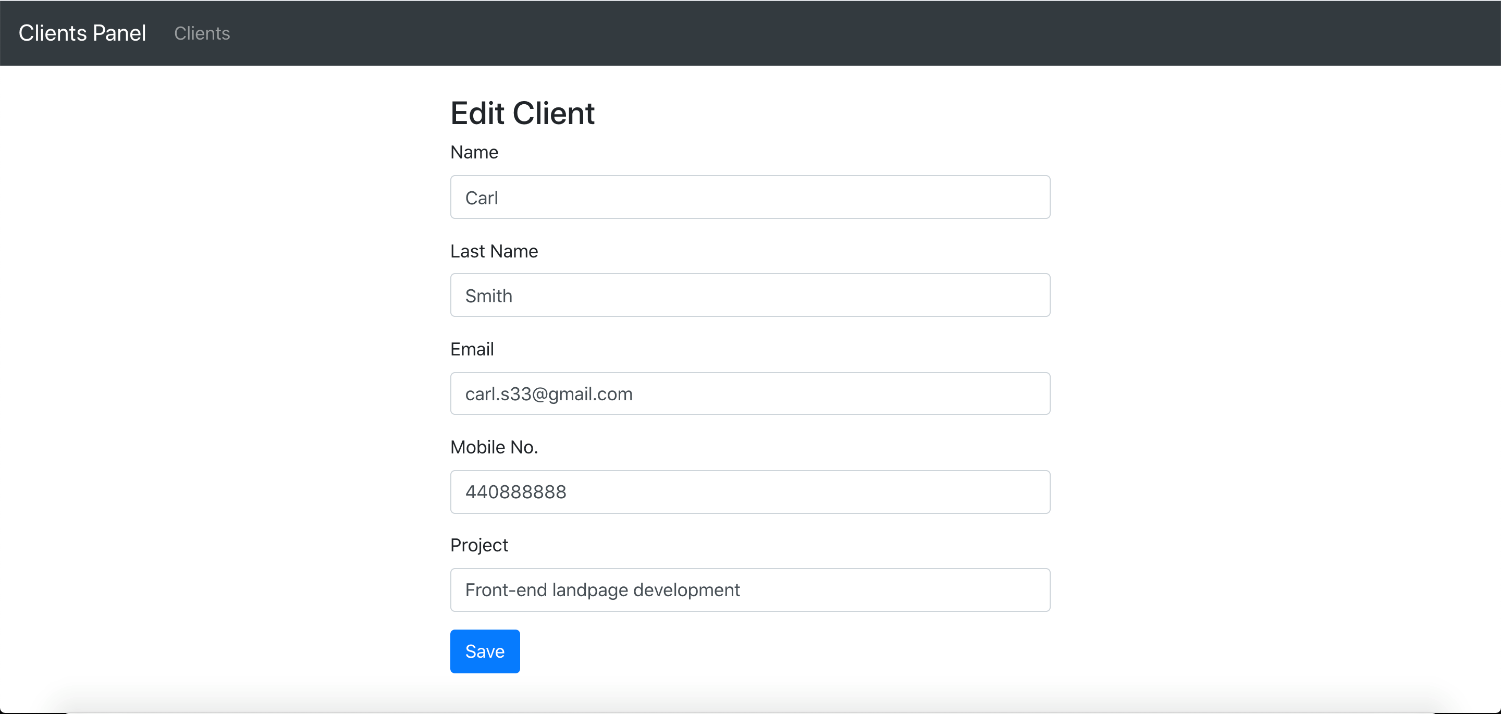 Clients Panel Clients
Edit Client
Name
Carl
Last Name
Smith
Email
carl.s33@gmail.com
Mobile No.
440888888
Project
Front-end landpage development
Save